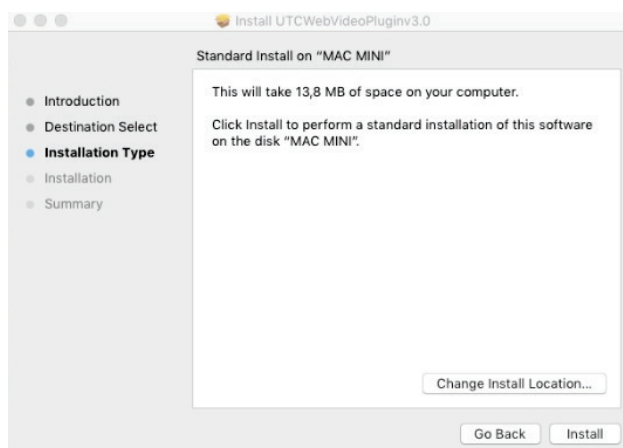 Install UTCWebVideoPluginv3.0
Standard Install on “MAC MINI”
Introduction
Destination Select
Installation Type
Installation
Summary
This will take 13,8 MB of space on your computer.
Click Install to perform a standard installation of this software
on the disk “MAC MINI”.
Change Install Location...
Go Back
Install